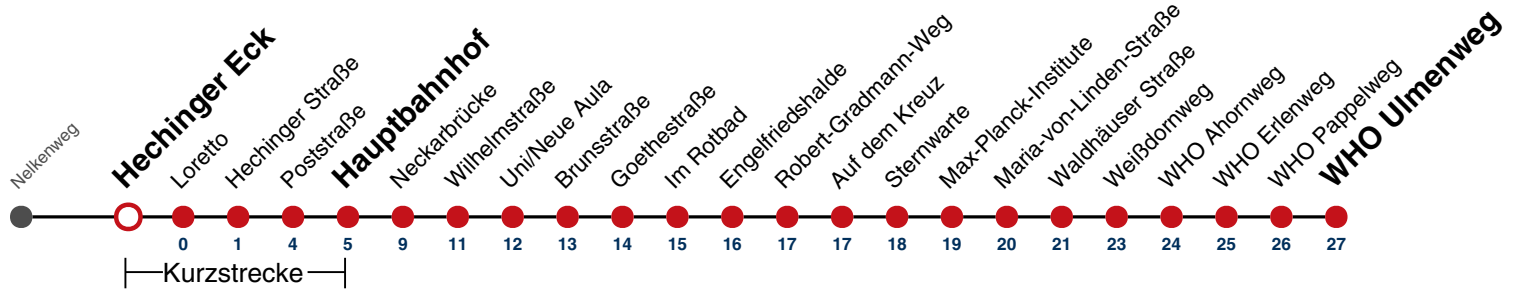 Nelkenweg
Hechinger Eck
Loretto
Hechinger Straße
Poststraße
Hauptbahnhof
Neckarbrücke
Wilhelmstraße
Uni/Neue Aula
Brunsstraße
Goethestraße
Im Rotbad
Engelfriedshalde
Robert-Gradmann-Weg
Auf dem Kreuz
Sternwarte
Max-Planck-Institute
Maria-von-Linden-Straße
Waldhäuser Straße
Weißdornweg
WHO Ahornweg
WHO Erlenweg
WHO Pappelweg
WHO Ulmenweg
0 1 4 5 9 11 12 13 14 15 16 17 17 18 19 20 21 23 24 25 26 27
Kurzstrecke